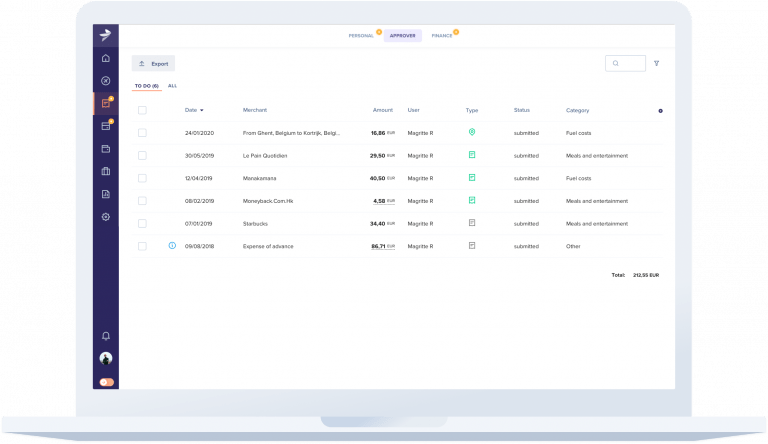 PERSONAL APPROVER FINANCE
Export
TO DO (6) ALL
Date Merchant Amount User Type Status Category
24/01/2020 From Ghent, Belgium to Kortrijk, Belgi... 16,86 EUR Magritte R submitted Fuel costs
30/05/2019 Le Pain Quotidien 29,50 EUR Magritte R submitted Meals and entertainment
12/04/2019 Manakamana 40,50 EUR Magritte R submitted Fuel costs
08/02/2019 Moneyback.Com.Hk 4,58 EUR Magritte R submitted Meals and entertainment
07/01/2019 Starbucks 34,40 EUR Magritte R submitted Meals and entertainment
09/08/2018 Expense of advance 86,71 EUR Magritte R submitted Other
Total: 212,55 EUR